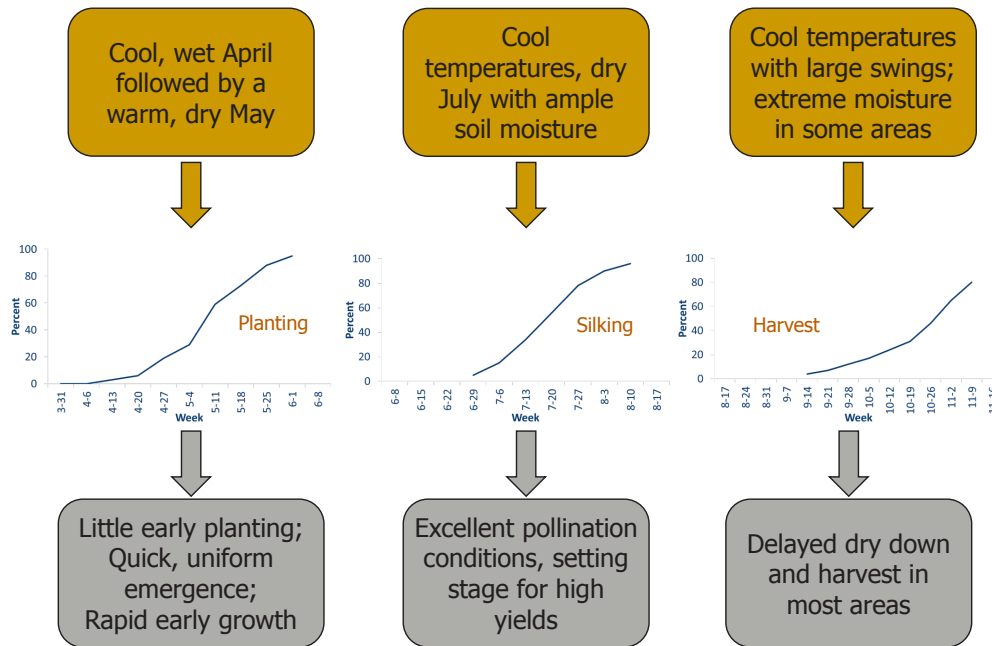 Cool, wet April
followed by a
warm, dry May
Cool
temperatures, dry
July with ample
soil moisture
Cool temperatures
with large swings;
extreme moisture
in some areas
100
80
60
40
20
0
Percent
Planting
3-31
4-6
4-13
4-20
4-27
5-4
5-11
5-18
5-25
6-1
6-8
Week
100
80
60
40
20
0
Percent
Silking
6-8
6-15
6-22
6-29
7-6
7-13
7-20
7-27
8-3
8-10
8-17
Week
100
80
60
40
20
0
Percent
Harvest
8-17
8-24
8-31
9-7
9-14
9-21
9-28
10-5
10-12
10-19
10-26
11-2
11-9
Week
Little early planting;
Quick, uniform
emergence;
Rapid early growth
Excellent pollination
conditions, setting
stage for high
yields
Delayed dry down
and harvest in
most areas